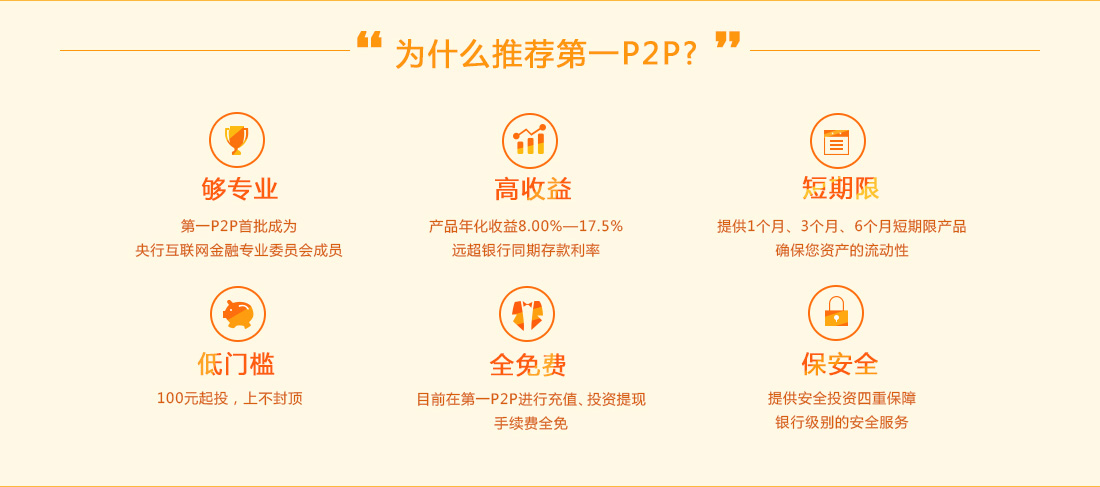 ❝ 为什么推荐第一P2P? ❞
够专业
第一P2P首批成为
央行互联网金融专业委员会成员
高收益
产品年化收益8.00%—17.5%
远超银行同期存款利率
短期限
提供1个月、3个月、6个月短期限产品
确保您资产的流动性
低门槛
100元起投，上不封顶
全免费
目前在第一P2P进行充值、投资提现
手续费全免
保安全
提供安全投资四重保障
银行级别的安全服务